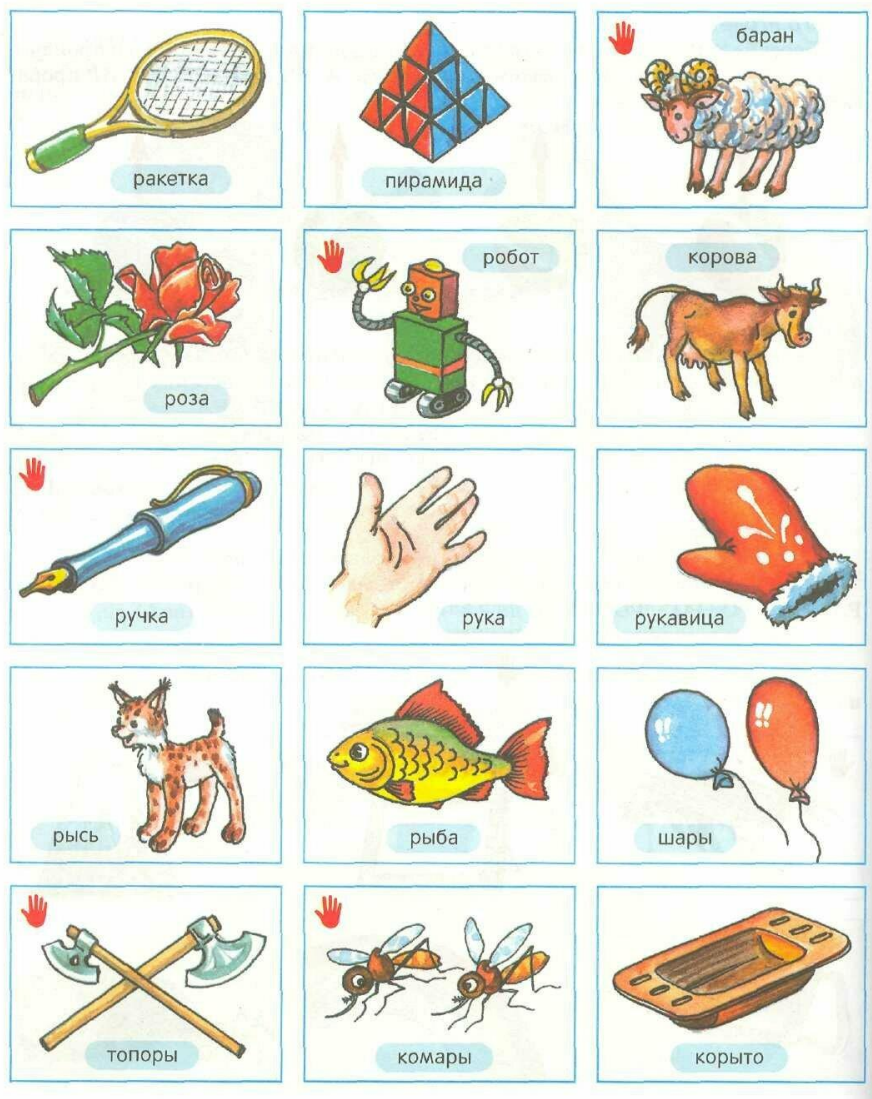 ракетка
пирамида
баран
роза
робот
корова
ручка
рука
рукавица
рысь
рыба
шары
топоры
комары
корыто